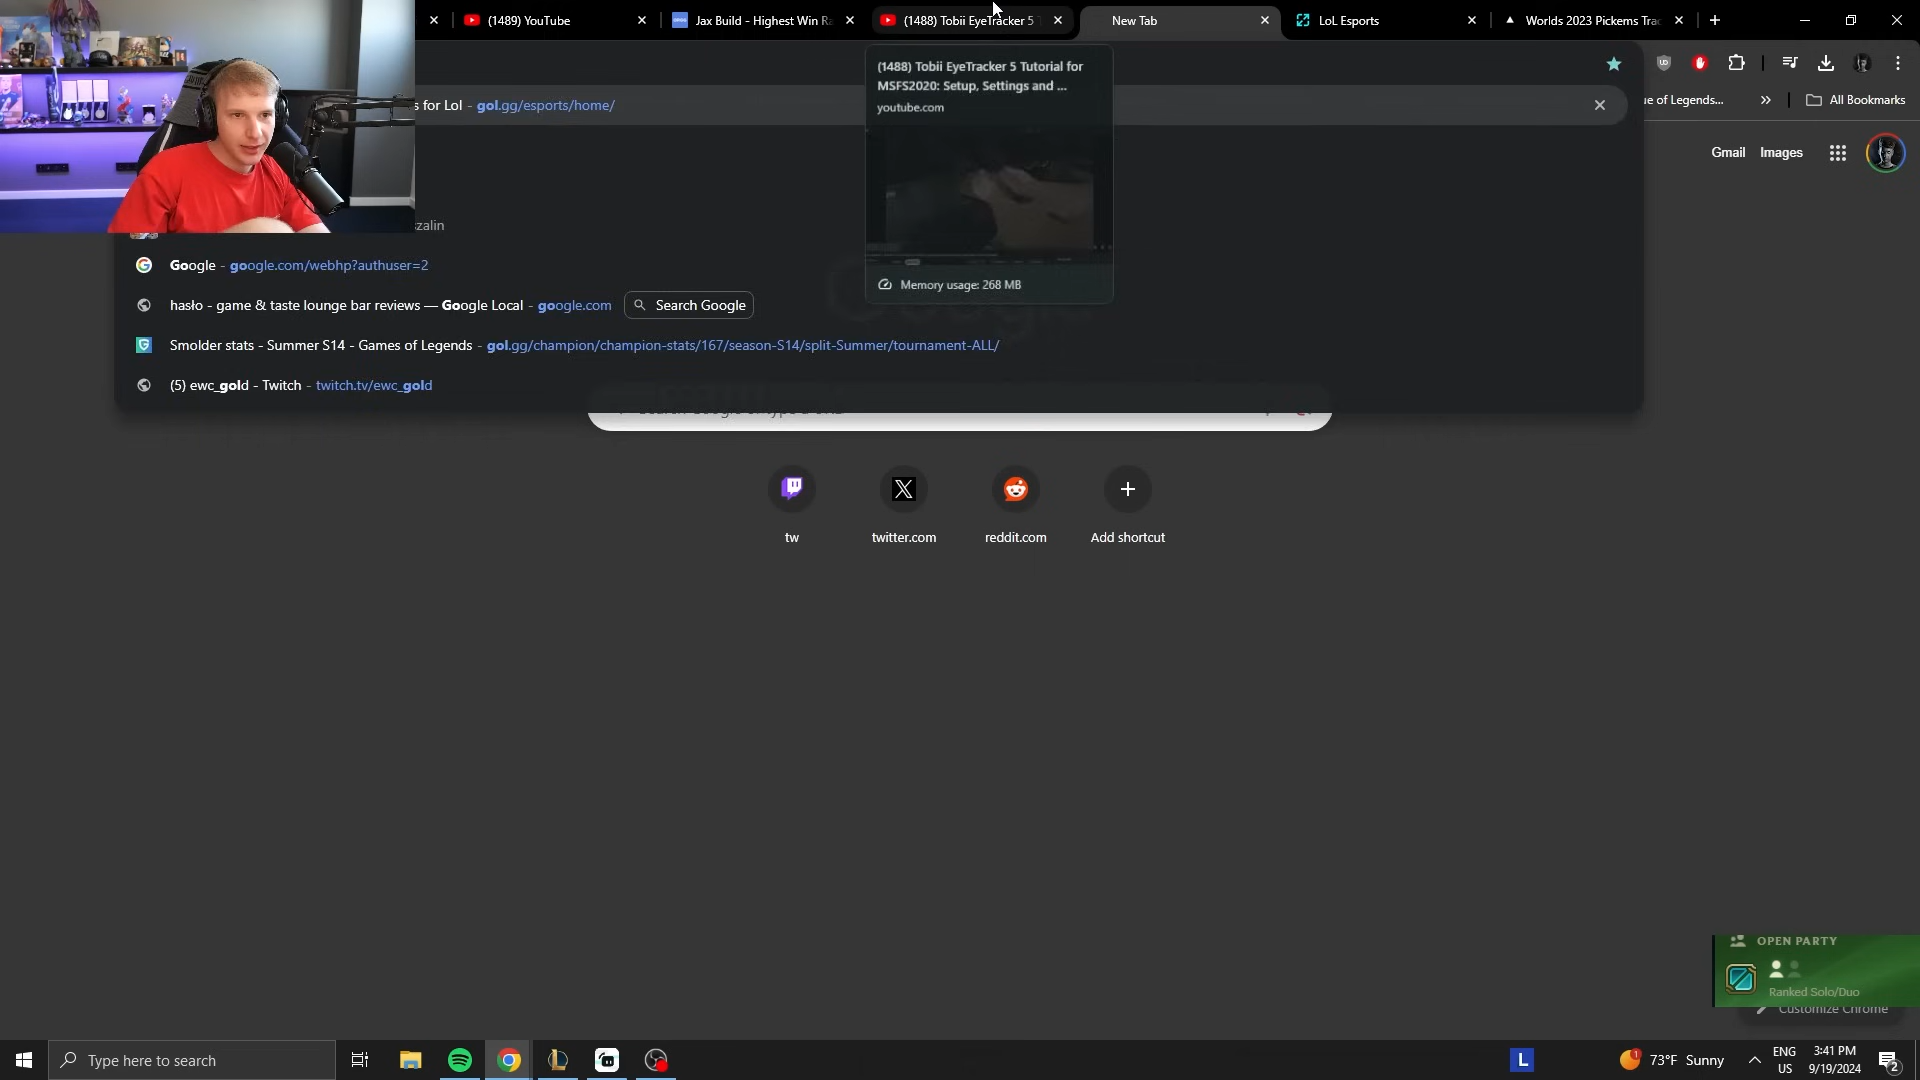 (1489) YouTube
Jax Build - Highest Win Ra
(1488) Tobii EyeTracker 5 T
New Tab
LoL Esports
Worlds 2023 Pickems Trac
s for Lol - gol.gg/esports/home/
(1488) Tobii EyeTracker 5 Tutorial for
MSFS2020: Setup, Settings and ...
youtube.com
Memory usage: 268 MB
ue of Legends...
All Bookmarks
Gmail Images
szalin
Google - google.com/webhp?authuser=2
hasło - game & taste lounge bar reviews — Google Local - google.com
Search Google
Smolder stats - Summer S14 - Games of Legends - gol.gg/champion/champion-stats/167/season-S14/split-Summer/tournament-ALL/
(5) ewc_gold - Twitch - twitch.tv/ewc_gold
tw
twitter.com
reddit.com
Add shortcut
OPEN PARTY
Ranked Solo/Duo
Customize Chrome
Type here to search
L
73°F Sunny
ENG
US
3:41 PM
9/19/2024
2